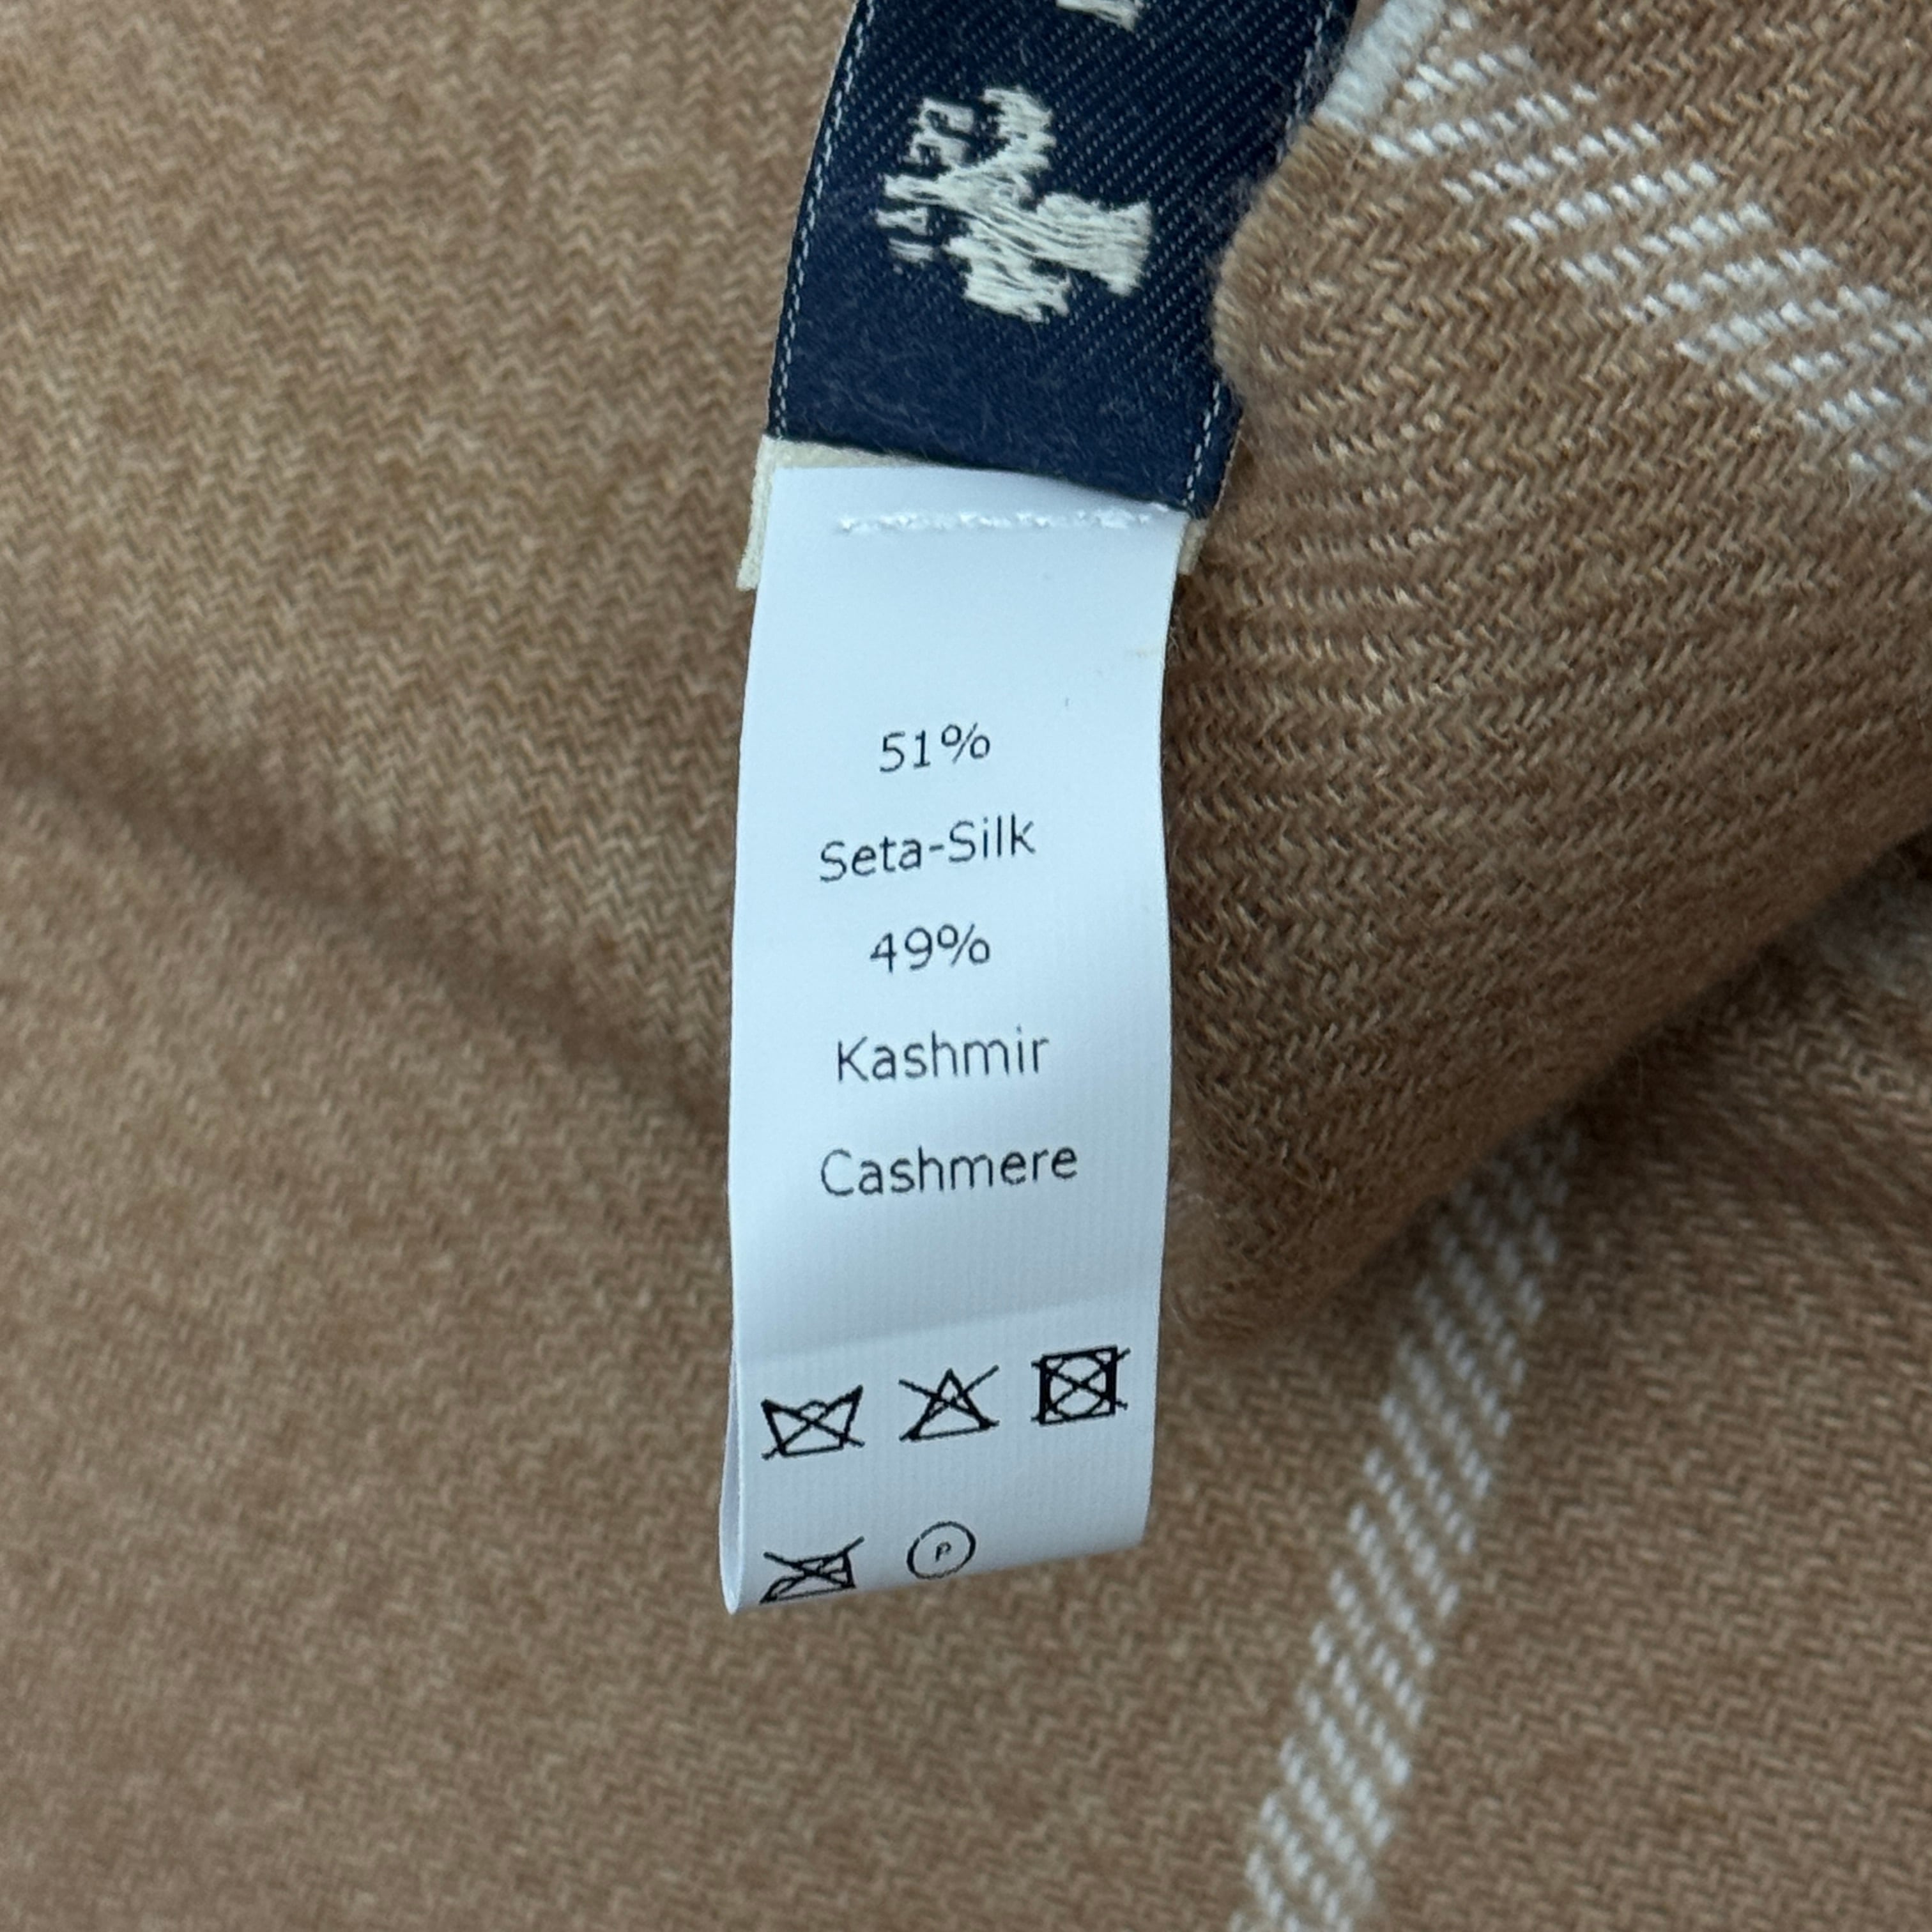 51%
Seta-Silk
49%
Kashmir
Cashmere
P